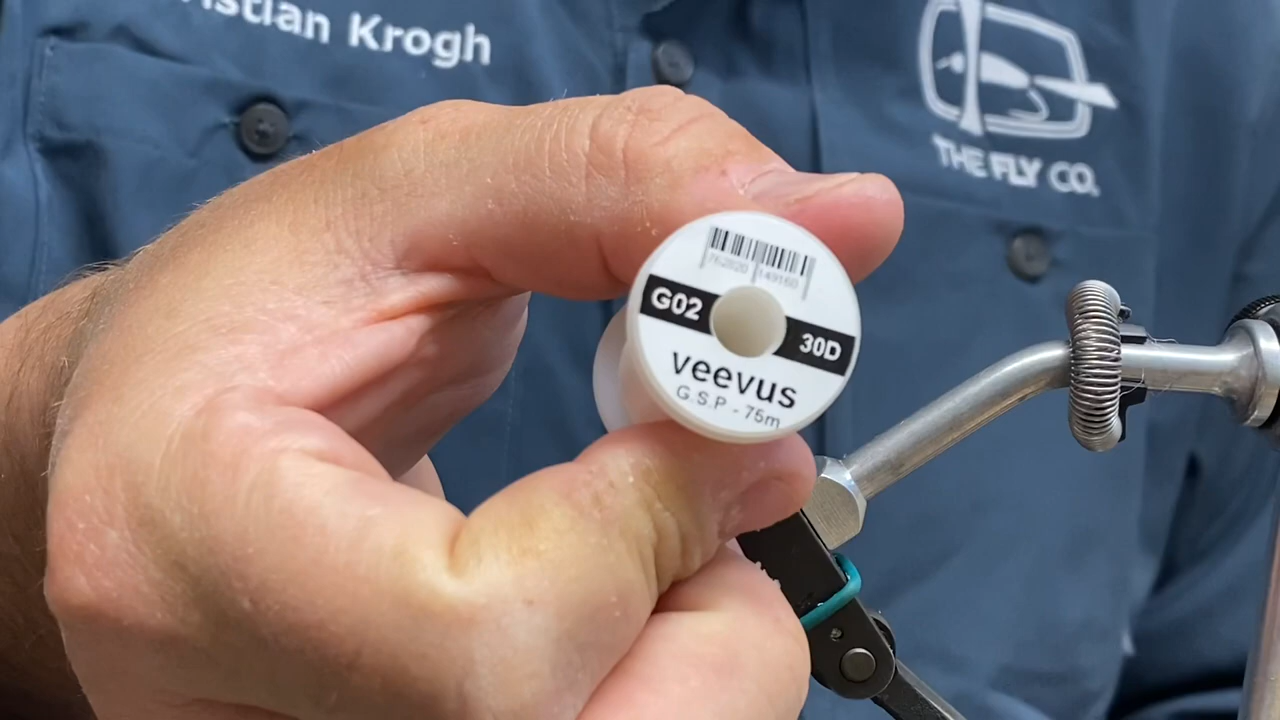 istian Krogh
THE FLY CO.
762020 149160
G02
30D
veevus
G.S.P - 75m